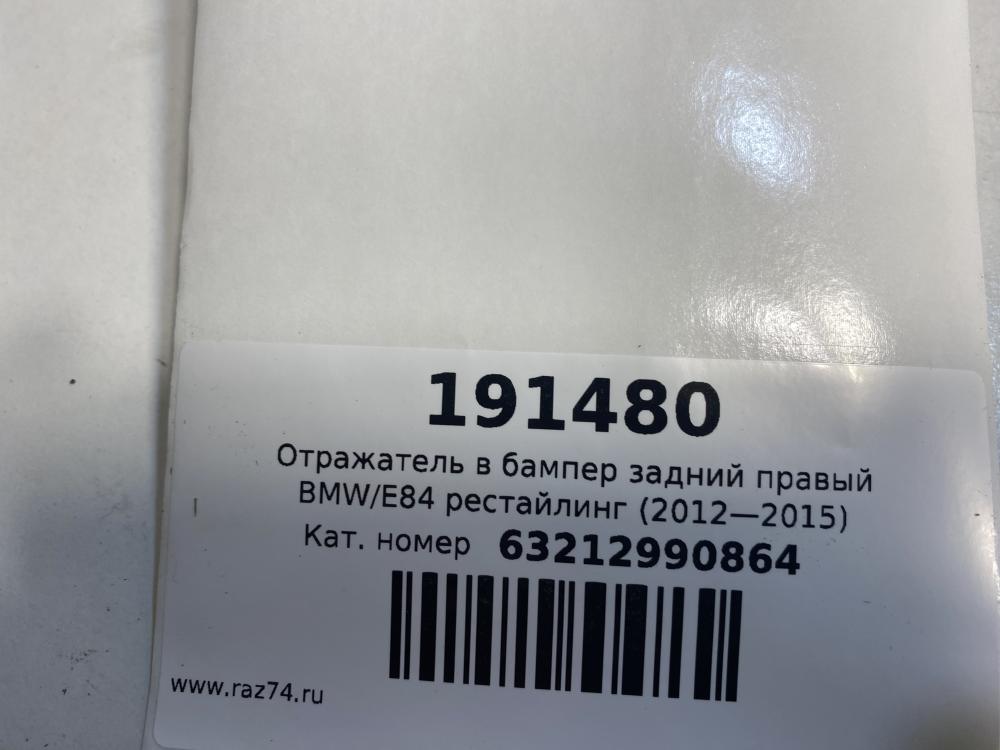 191480
Отражатель в бампер задний правый
BMW/E84 рестайлинг (2012—2015)
Кат. номер 63212990864
www.raz74.ru